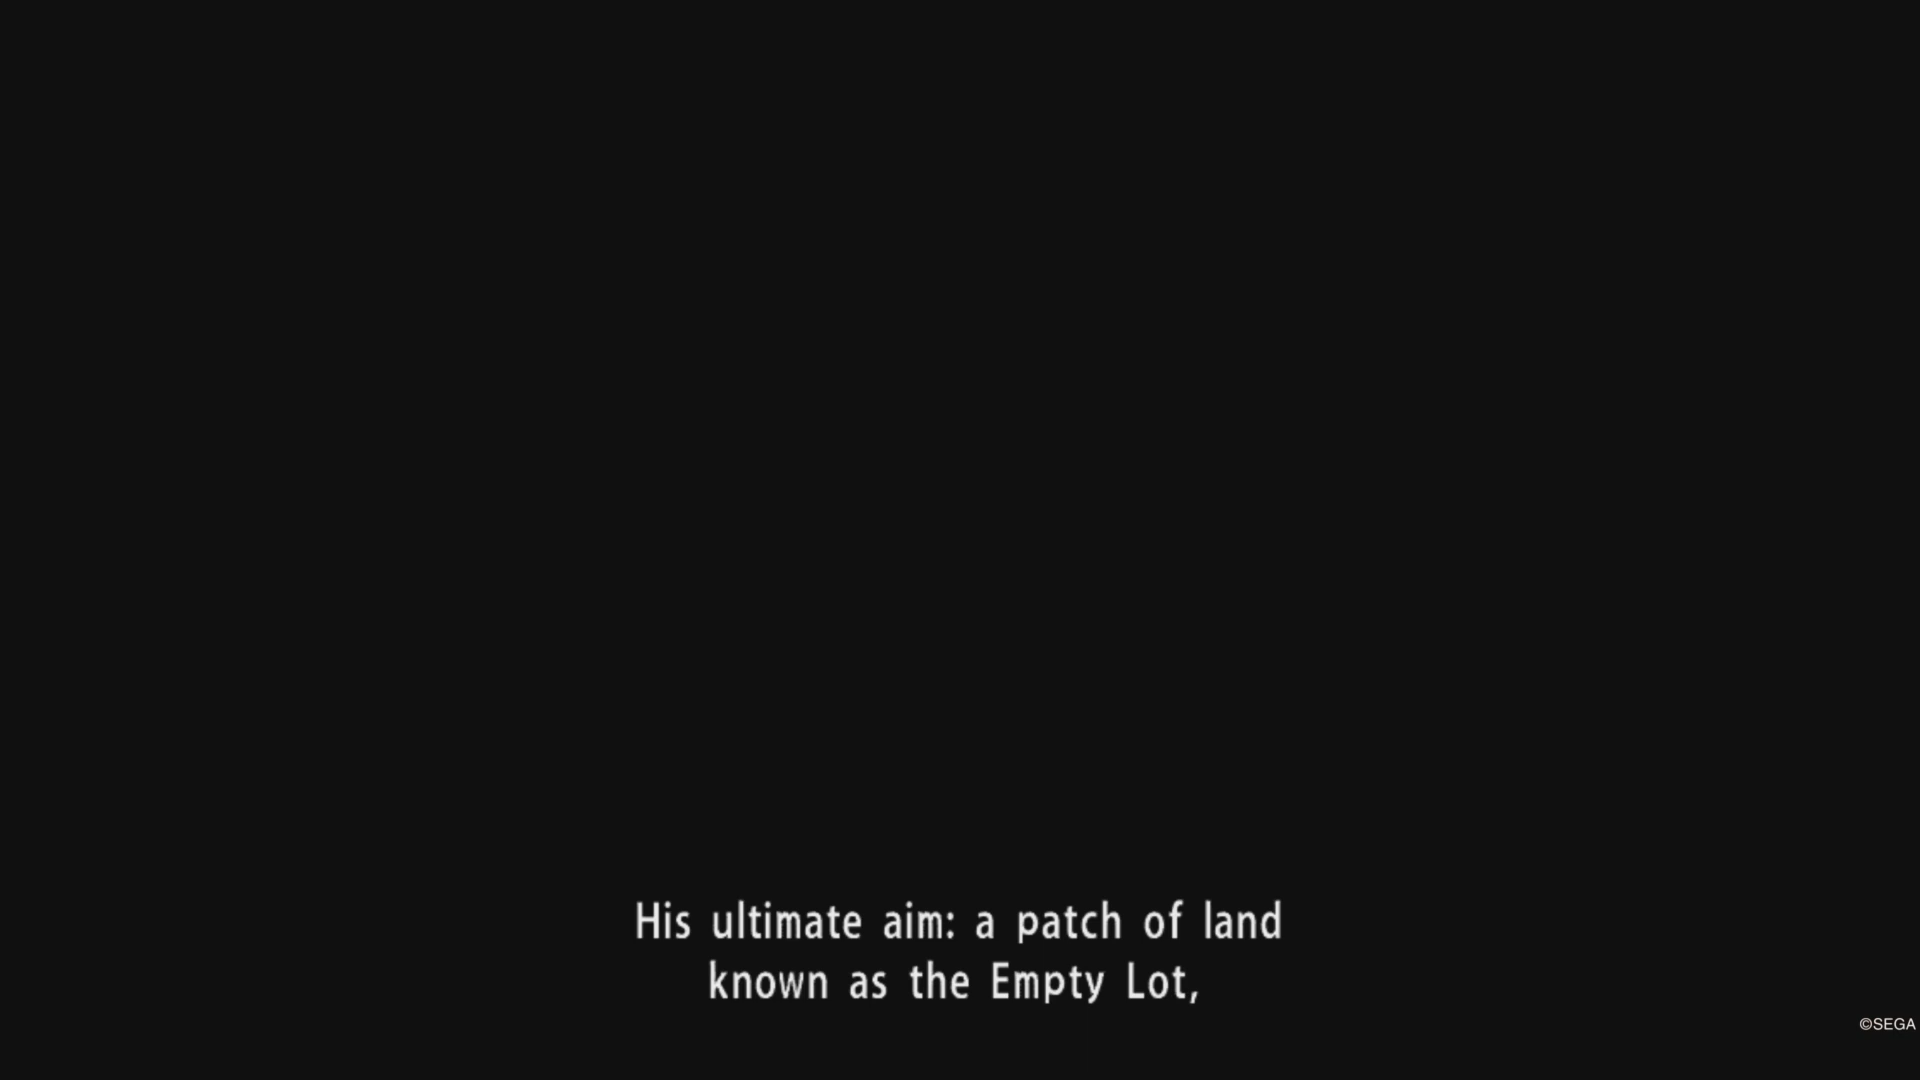 His ultimate aim: a patch of land
known as the Empty Lot,
©SEGA